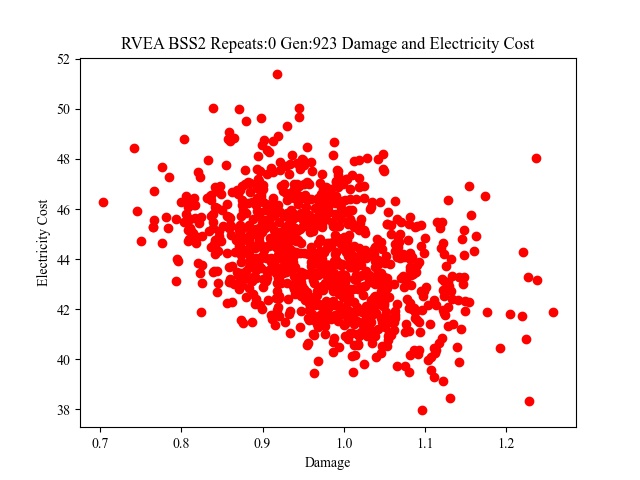 RVEA BSS2 Repeats:0 Gen:923 Damage and Electricity Cost
52
50
48
46
44
42
40
38
Electricity Cost
0.7 0.8 0.9 1.0 1.1 1.2
Damage